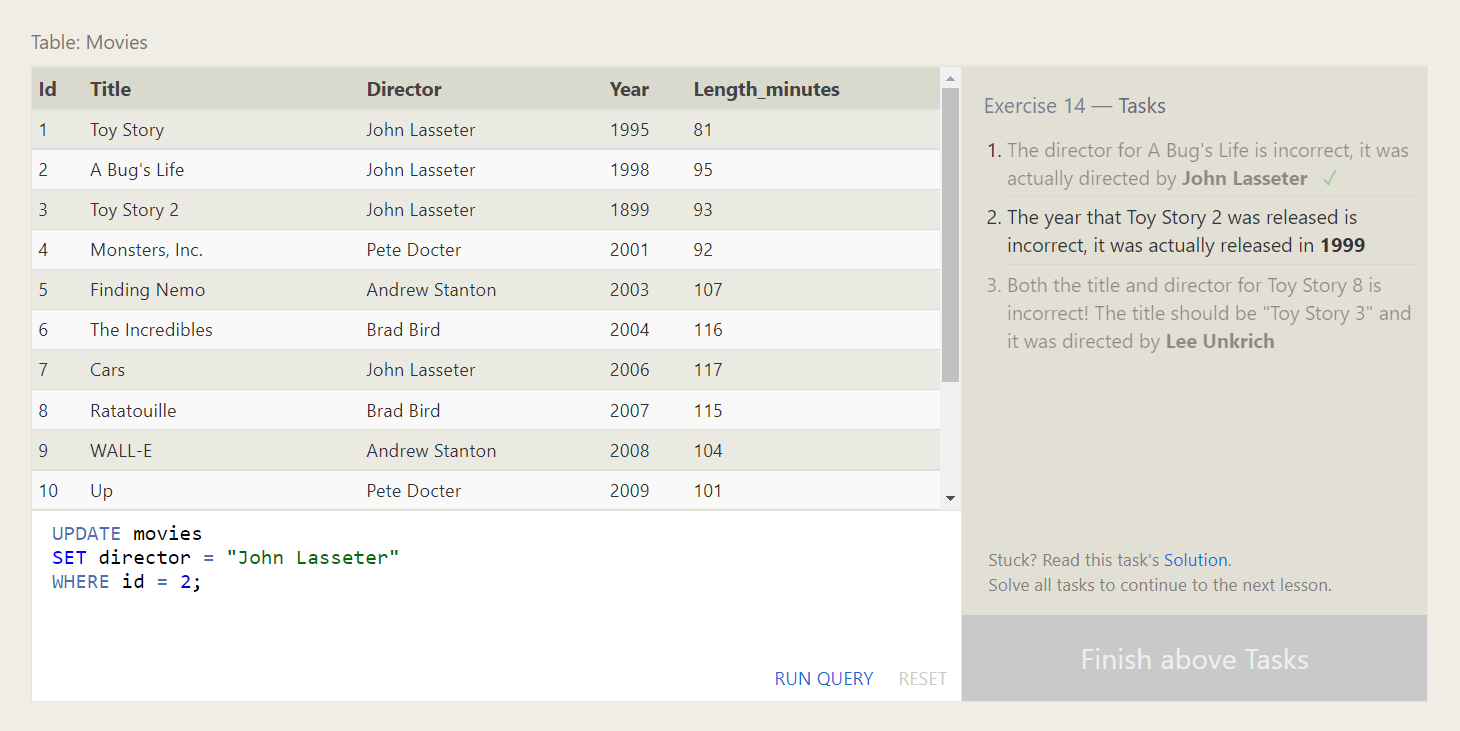 Table: Movies
Id Title Director Year Length_minutes
1 Toy Story John Lasseter 1995 81
2 A Bug's Life John Lasseter 1998 95
3 Toy Story 2 John Lasseter 1899 93
4 Monsters, Inc. Pete Docter 2001 92
5 Finding Nemo Andrew Stanton 2003 107
6 The Incredibles Brad Bird 2004 116
7 Cars John Lasseter 2006 117
8 Ratatouille Brad Bird 2007 115
9 WALL-E Andrew Stanton 2008 104
10 Up Pete Docter 2009 101
UPDATE movies
SET director = "John Lasseter"
WHERE id = 2;
RUN QUERY RESET
Exercise 14 — Tasks
1. The director for A Bug's Life is incorrect, it was
actually directed by John Lasseter ✓
2. The year that Toy Story 2 was released is
incorrect, it was actually released in 1999
3. Both the title and director for Toy Story 8 is
incorrect! The title should be "Toy Story 3" and
it was directed by Lee Unkrich
Stuck? Read this task's Solution.
Solve all tasks to continue to the next lesson.
Finish above Tasks